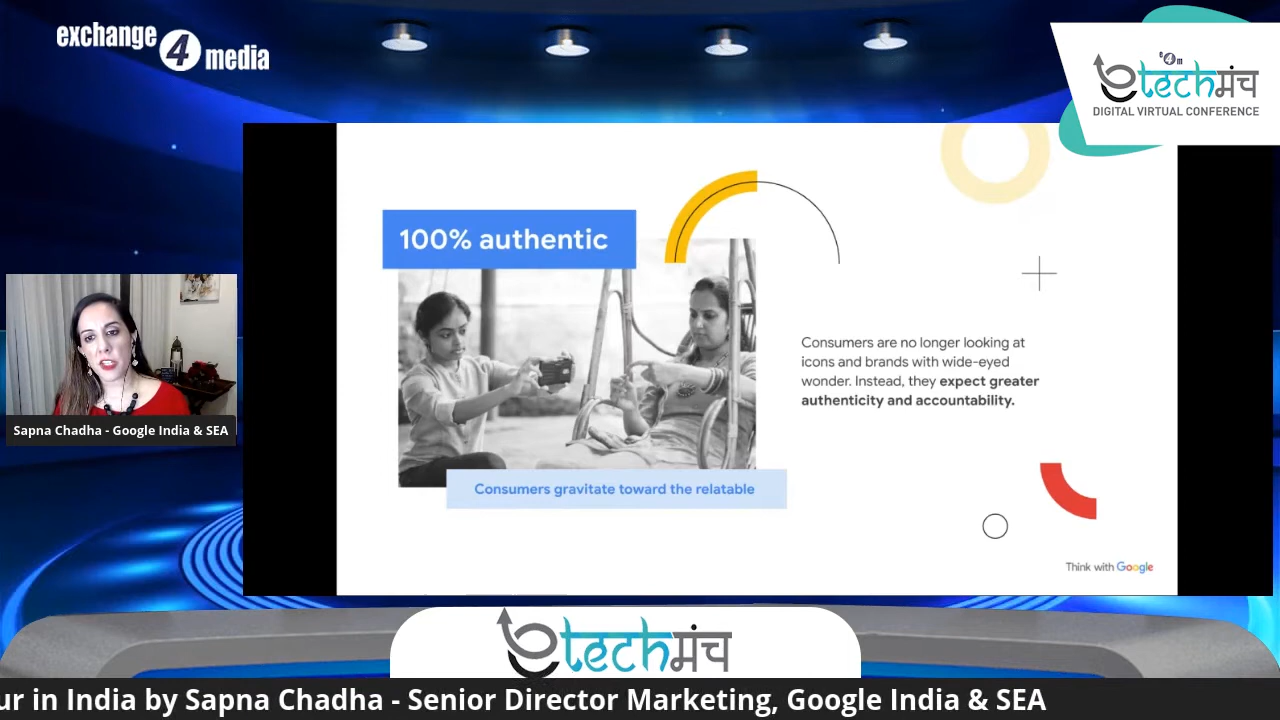 exchange
4
media
e4m
techमंच
DIGITAL VIRTUAL CONFERENCE
100% authentic
Consumers are no longer looking at
icons and brands with wide-eyed
wonder. Instead, they expect greater
authenticity and accountability.
Sapna Chadha - Google India & SEA
Consumers gravitate toward the relatable
Think with Google
techमंच
ur in India by Sapna Chadha - Senior Director Marketing, Google India & SEA